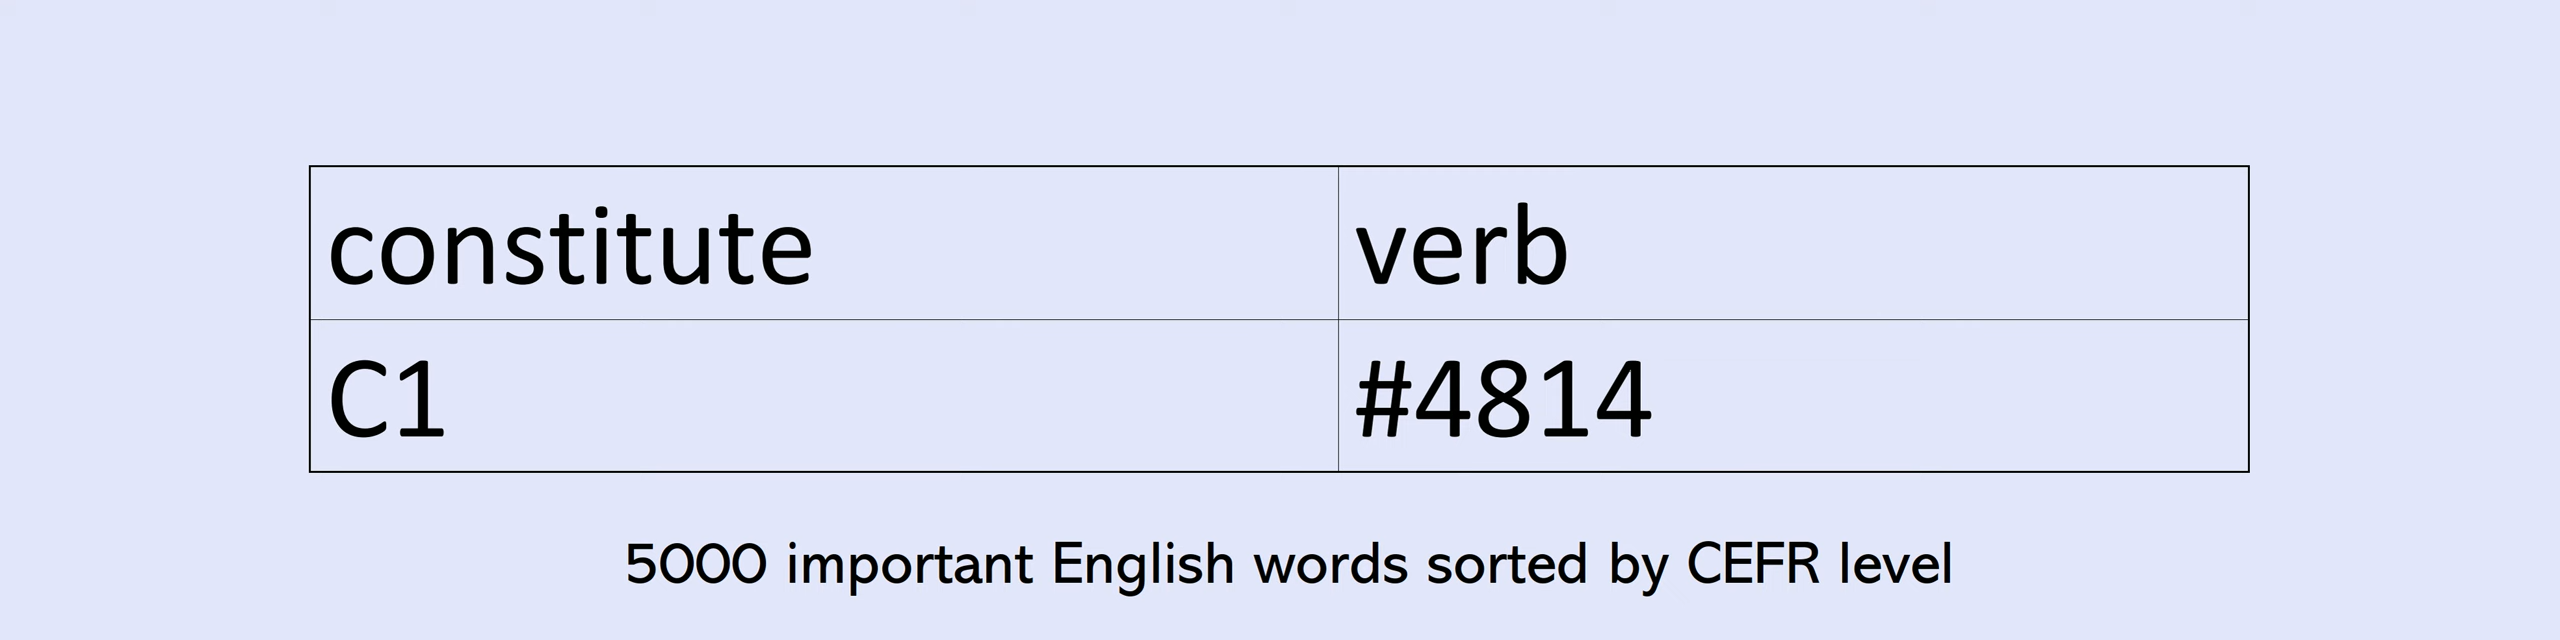 constitute verb
C1 #4814
5000 important English words sorted by CEFR level